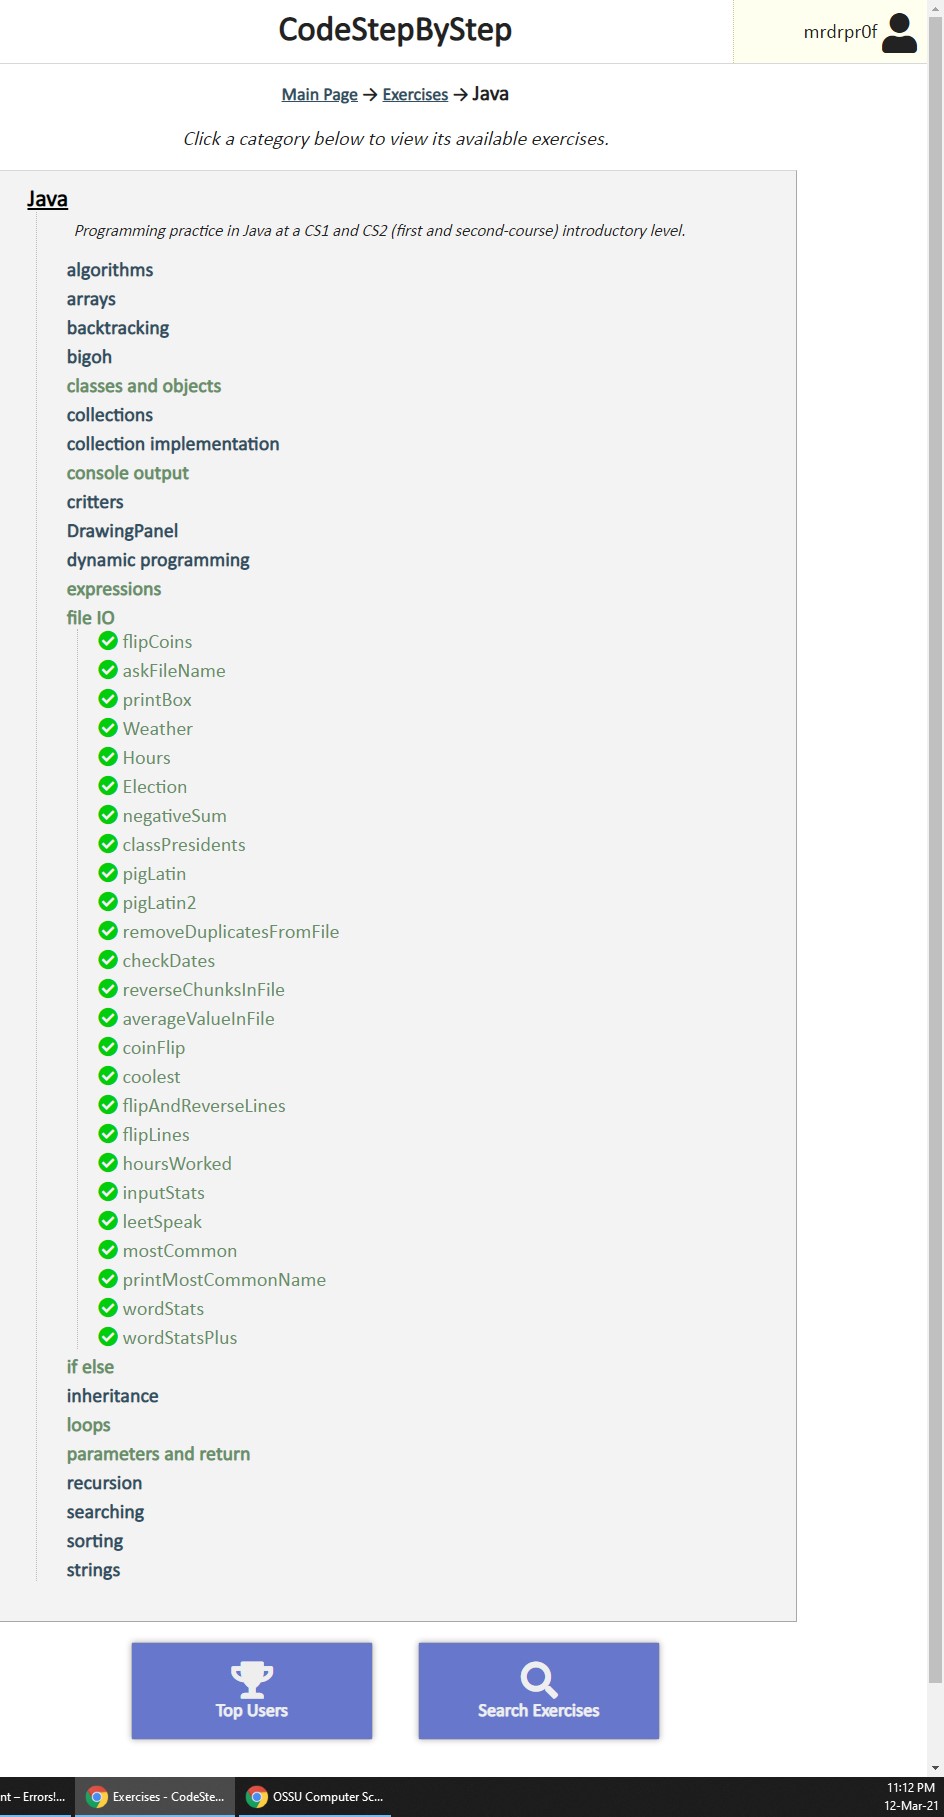 CodeStepByStep
mrdrpr0f
Main Page → Exercises → Java
Click a category below to view its available exercises.
Java
Programming practice in Java at a CS1 and CS2 (first and second-course) introductory level.
algorithms
arrays
backtracking
bigoh
classes and objects
collections
collection implementation
console output
critters
DrawingPanel
dynamic programming
expressions
file IO
flipCoins
askFileName
printBox
Weather
Hours
Election
negativeSum
classPresidents
pigLatin
pigLatin2
removeDuplicatesFromFile
checkDates
reverseChunksInFile
averageValueInFile
coinFlip
coolest
flipAndReverseLines
flipLines
hoursWorked
inputStats
leetSpeak
mostCommon
printMostCommonName
wordStats
wordStatsPlus
if else
inheritance
loops
parameters and return
recursion
searching
sorting
strings
Top Users
Search Exercises
nt – Errors!...
Exercises - CodeSte...
OSSU Computer Sc...
11:12 PM
12-Mar-21